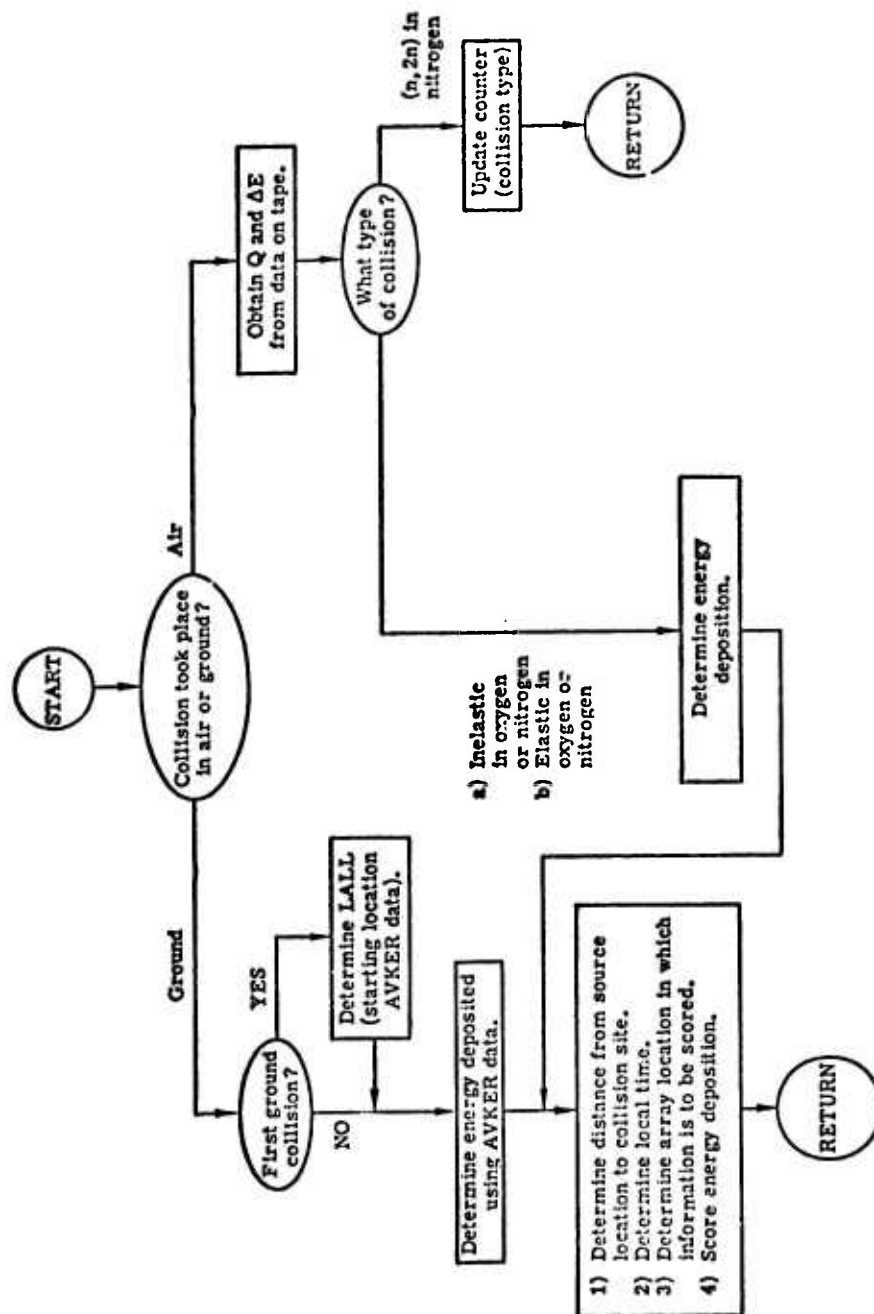 START
Collision took place
in air or ground?
Ground
Air
First ground
collision?
YES
NO
Determine LALL
(starting location
AVKER data).
Determine energy deposited
using AVKER data.
1) Determine distance from source
location to collision site.
2) Determine local time.
3) Determine array location in which
information is to be scored.
4) Score energy deposition.
RETURN
Obtain Q and ΔE
from data on tape.
What type
of collision?
a) Inelastic
in oxygen
or nitrogen
b) Elastic in
oxygen or
nitrogen
Determine energy
deposition.
(n, 2n) in
nitrogen
Update counter
(collision type)
RETURN